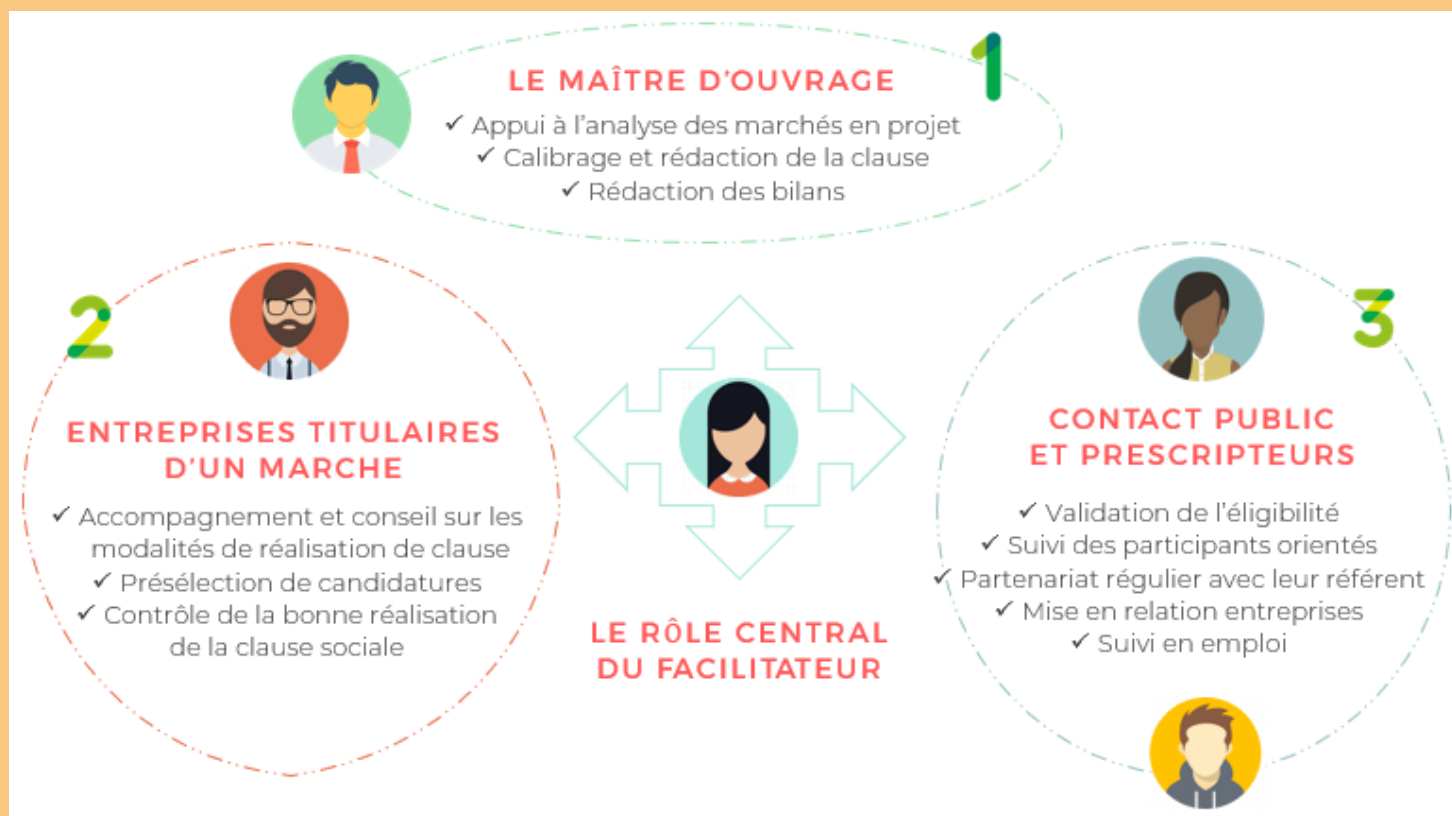 1
LE MAÎTRE D'OUVRAGE
✓ Appui à l'analyse des marchés en projet
✓ Calibrage et rédaction de la clause
✓ Rédaction des bilans
2
ENTREPRISES TITULAIRES
D'UN MARCHE
✓ Accompagnement et conseil sur les
modalités de réalisation de clause
✓ Présélection de candidatures
✓ Contrôle de la bonne réalisation
de la clause sociale
LE RÔLE CENTRAL
DU FACILITATEUR
3
CONTACT PUBLIC
ET PRESCRIPTEURS
✓ Validation de l'éligibilité
✓ Suivi des participants orientés
✓ Partenariat régulier avec leur référent
✓ Mise en relation entreprises
✓ Suivi en emploi